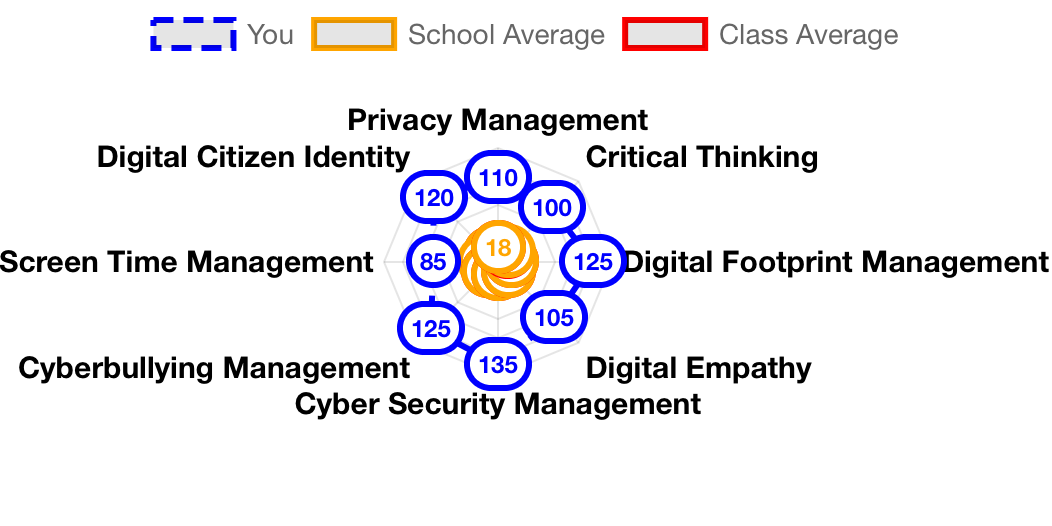 You School Average Class Average
Privacy Management
Digital Citizen Identity Critical Thinking
110
120 100
18
Screen Time Management 85 125 Digital Footprint Management
105
125
135
Cyberbullying Management Digital Empathy
Cyber Security Management